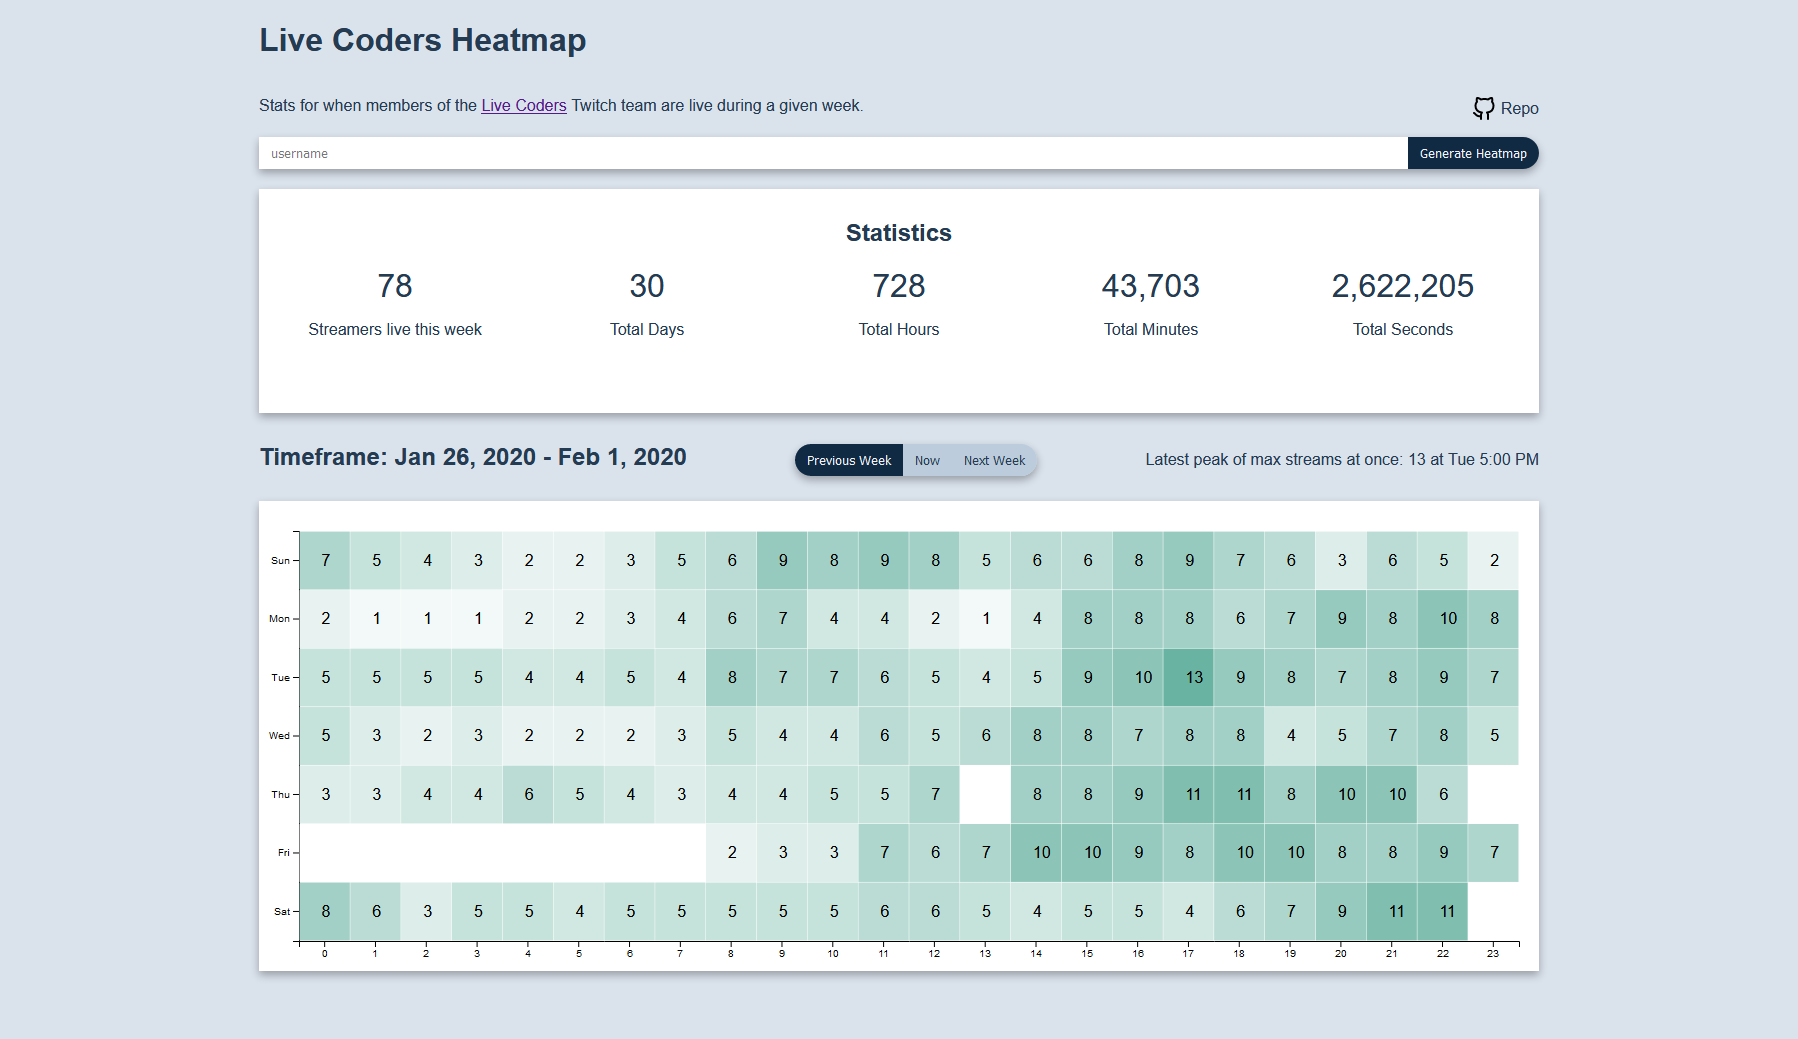 Live Coders Heatmap
Stats for when members of the Live Coders Twitch team are live during a given week.
Repo
username
Generate Heatmap
Statistics
78 30 728 43,703 2,622,205
Streamers live this week Total Days Total Hours Total Minutes Total Seconds
Timeframe: Jan 26, 2020 - Feb 1, 2020
Previous Week Now Next Week
Latest peak of max streams at once: 13 at Tue 5:00 PM
Sun 7 5 4 3 2 2 3 5 6 9 8 9 8 5 6 6 8 9 7 6 3 6 5 2
Mon 2 1 1 1 2 2 3 4 6 7 4 4 2 1 4 8 8 8 6 7 9 8 10 8
Tue 5 5 5 5 4 4 5 4 8 7 7 6 5 4 5 9 10 13 9 8 7 8 9 7
Wed 5 3 2 3 2 2 2 3 5 4 4 6 5 6 8 8 7 8 8 4 5 7 8 5
Thu 3 3 4 4 6 5 4 3 4 4 5 5 7 8 8 9 11 11 8 10 10 6
Fri 2 3 3 7 6 7 10 10 9 8 10 10 8 8 9 7
Sat 8 6 3 5 5 4 5 5 5 5 5 6 6 5 4 5 5 4 6 7 9 11 11
0 1 2 3 4 5 6 7 8 9 10 11 12 13 14 15 16 17 18 19 20 21 22 23